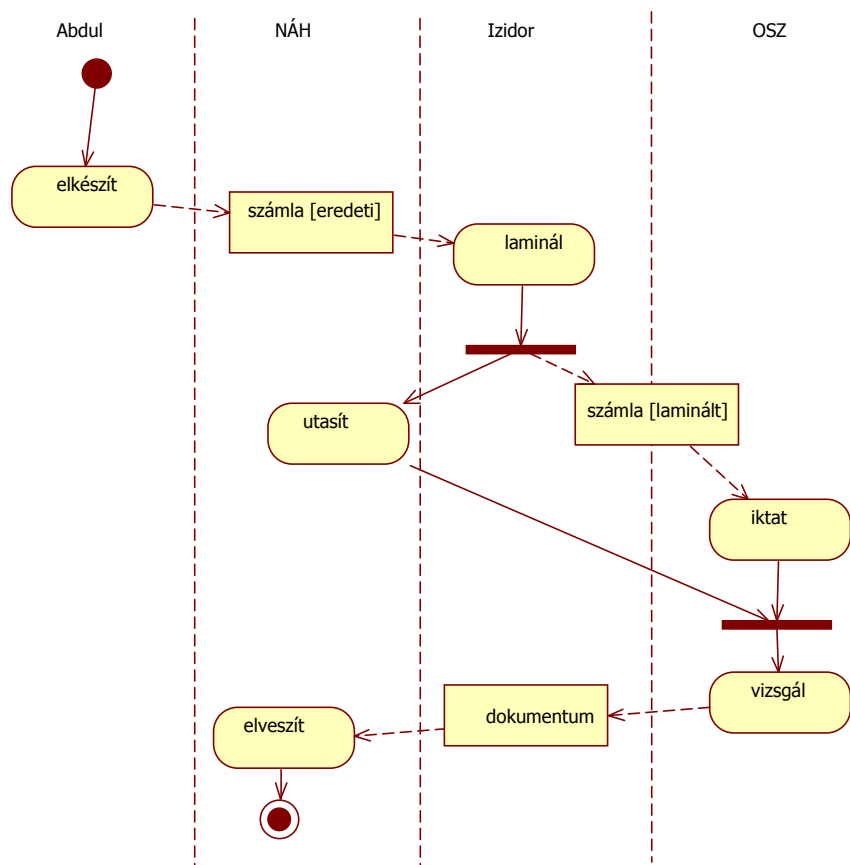 Abdul
NÁH
Izidor
OSZ
elkészít
számla [eredeti]
laminál
számla [laminált]
utasít
iktat
vizsgál
dokumentum
elveszít